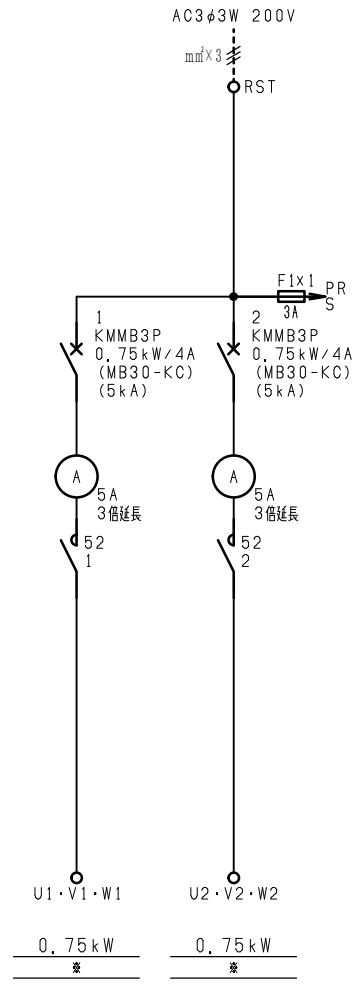 AC3φ3W 200V
mm²×3
RST
F1×1
PR
S
3A
1
KMMB3P
0.75kW/4A
(MB30-KC)
(5kA)
2
KMMB3P
0.75kW/4A
(MB30-KC)
(5kA)
A
5A
3倍延長
A
5A
3倍延長
52
1
52
2
U1・V1・W1
U2・V2・W2
0.75kW
0.75kW